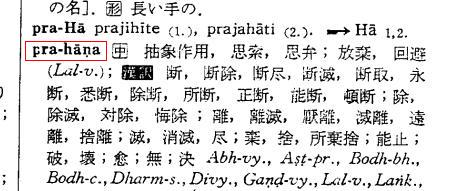 の名]. 形 長い手の.
pra-Hā prajihīte (1.), prajahāti (2.). → Hā 1,2.
pra-hāṇa 中 抽象作用, 思索, 思弁; 放棄, 回避
(Lal-v.); 漢訳 断, 断除, 断尽, 断滅, 断取, 永
断, 悉断, 除断, 所断, 正断, 能断, 頓断; 除,
除滅, 対除, 悔除; 離, 離滅, 厭離, 滅離, 遠
離, 捨離; 滅, 消滅, 尽; 棄, 捨, 所棄捨; 能止;
破, 壊; 愈; 無; 決 Abh-vy., Aṣṭ-pr., Bodh-bh.,
Bodh-c., Dharm-s., Divy., Gaṇḍ-vy., Lal-v., Laṅk.,